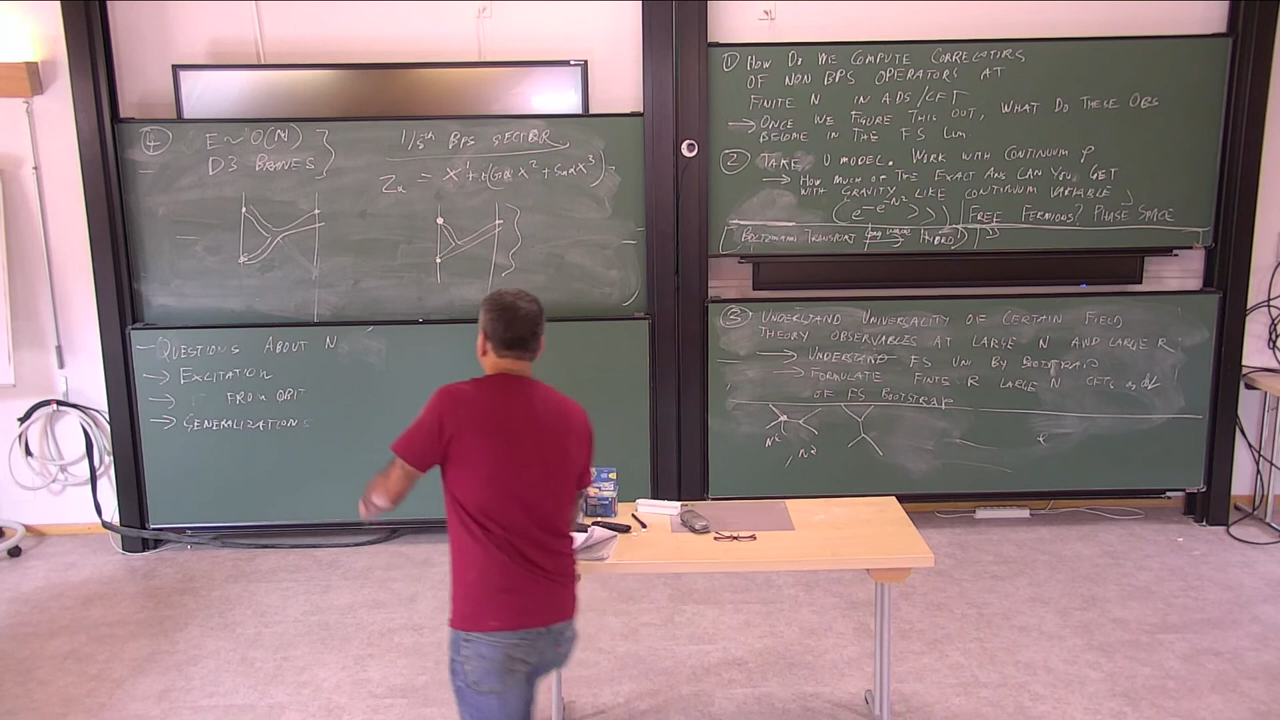 ④ E ~ O(N)
D3 BRANES
1/8th BPS SECTOR
- QUESTIONS ABOUT N
→ EXCITATION
→ FROM ORBIT
→ GENERALIZATIONS
① HOW DO WE COMPUTE CORRELATORS
OF NON BPS OPERATORS AT
FINITE N IN ADS/CFT
→ ONCE WE FIGURE THIS OUT, WHAT DO THESE OBS
BECOME IN THE FS LIM.
② TAKE U MODEL. WORK WITH CONTINUUM ρ
→ HOW MUCH OF THE EXACT ANS CAN YOU GET
WITH GRAVITY LIKE CONTINUUM VARIABLE
FREE FERMIONS? PHASE SPACE
BOLTZMANN TRANSPORT HYDRO
③ UNDERSTAND UNIVERSALITY OF CERTAIN FIELD
THEORY OBSERVABLES AT LARGE N AND LARGE R
→ UNDERSTAND FS UNI BY BOOTSTRAP
→ FORMULATE FINITE R LARGE N CFTS
OF FS BOOTSTRAP